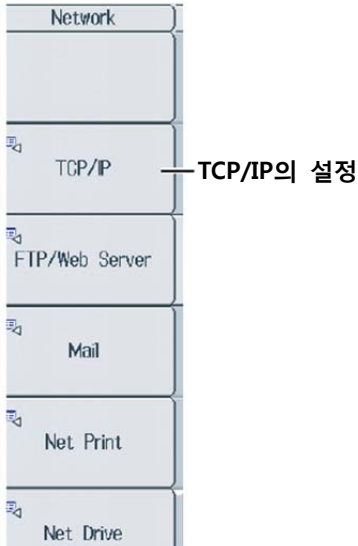 Network
TCP/IP
TCP/IP의 설정
FTP/Web Server
Mail
Net Print
Net Drive